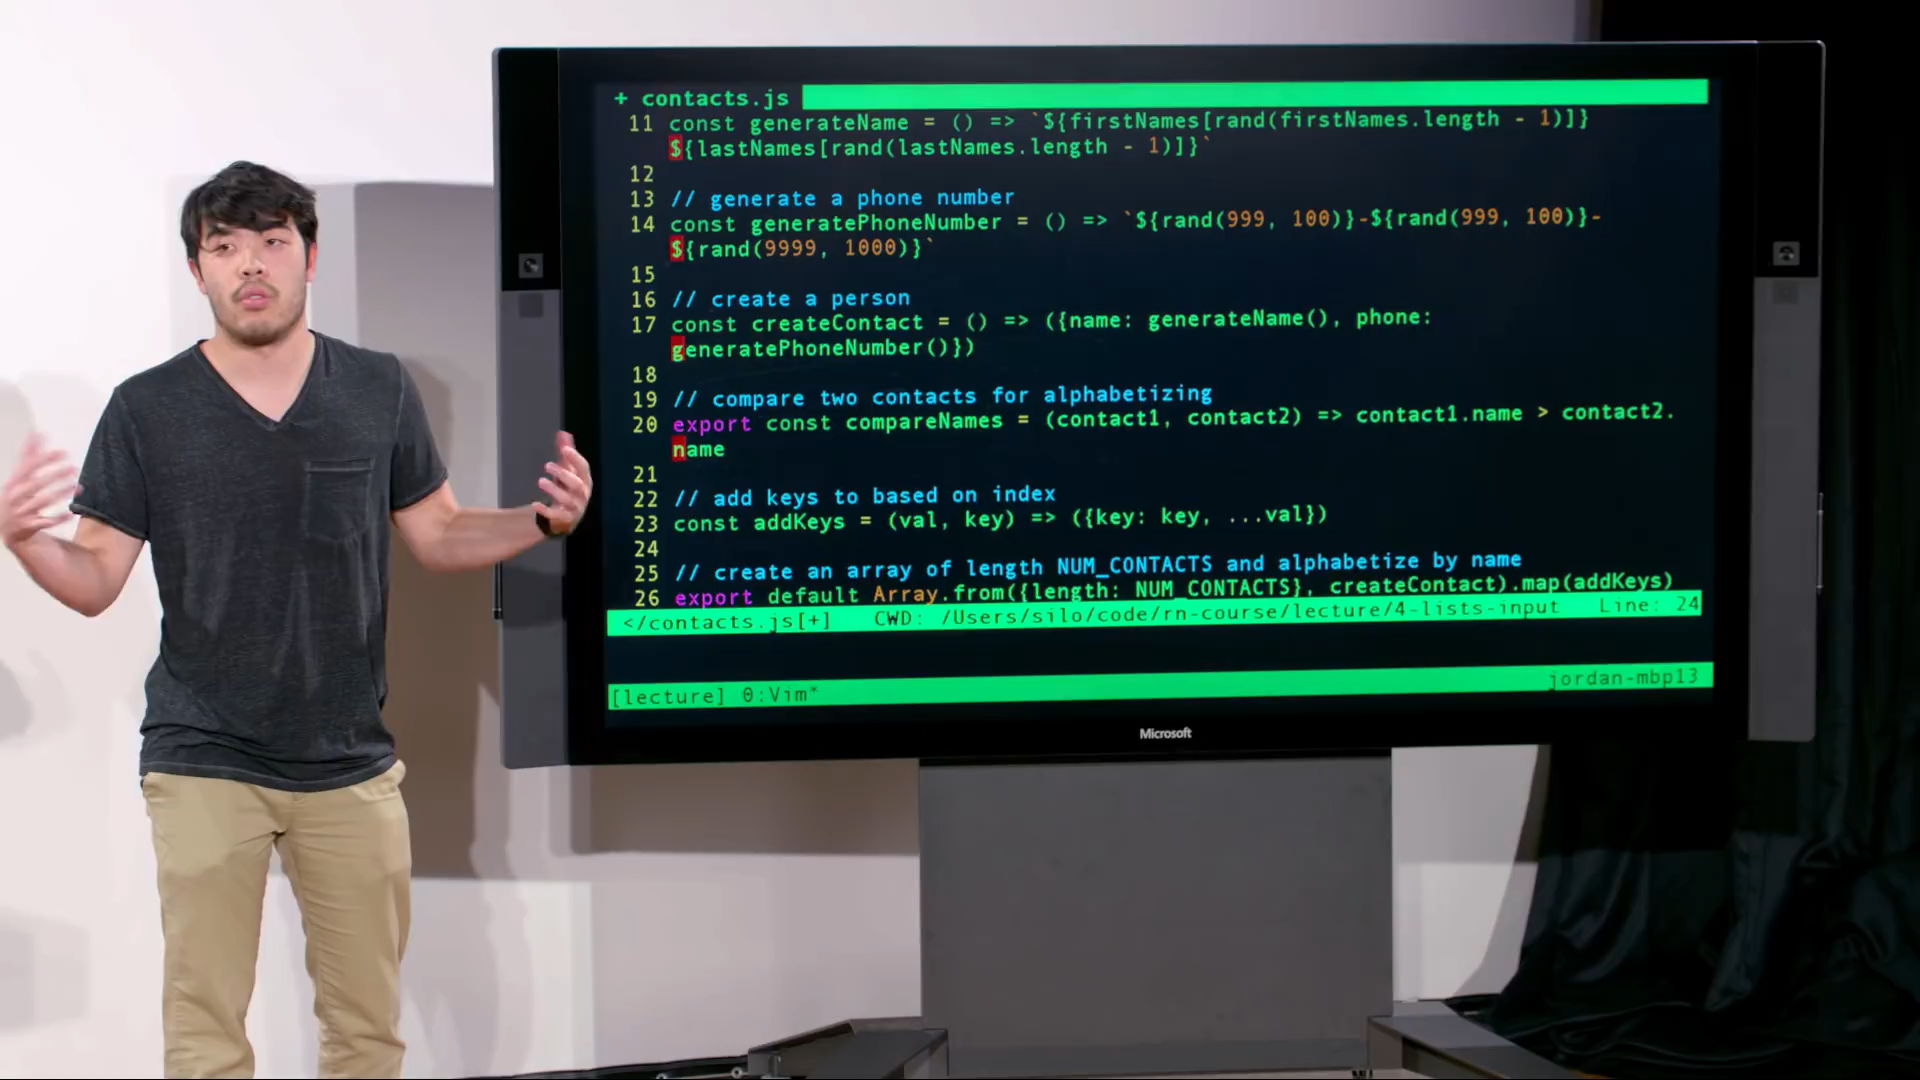 + contacts.js
11 const generateName = () => `${firstNames[rand(firstNames.length - 1)]}
${lastNames[rand(lastNames.length - 1)]}`
12
13 // generate a phone number
14 const generatePhoneNumber = () => `${rand(999, 100)}-${rand(999, 100)}-
${rand(9999, 1000)}`
15
16 // create a person
17 const createContact = () => ({name: generateName(), phone:
generatePhoneNumber()})
18
19 // compare two contacts for alphabetizing
20 export const compareNames = (contact1, contact2) => contact1.name > contact2.
name
21
22 // add keys to based on index
23 const addKeys = (val, key) => ({key: key, ...val})
24
25 // create an array of length NUM_CONTACTS and alphabetize by name
26 export default Array.from({length: NUM_CONTACTS}, createContact).map(addKeys)
</contacts.js[+] CWD: /Users/silo/code/rn-course/lecture/4-lists-input Line: 24
[lecture] 0:Vim* jordan-mbp13
Microsoft